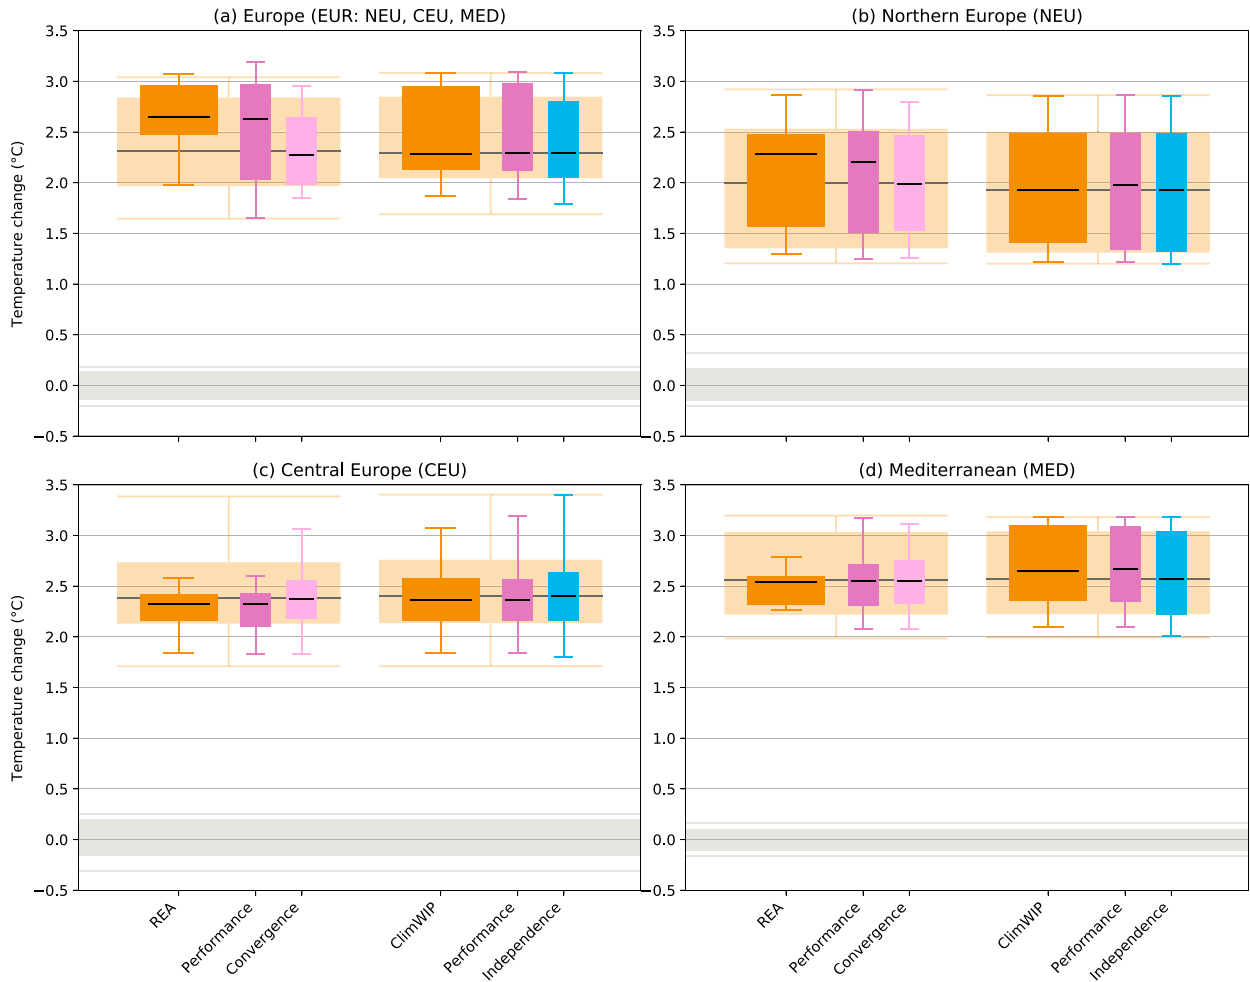 (a) Europe (EUR: NEU, CEU, MED)
(b) Northern Europe (NEU)
Temperature change (°C)
3.5
3.0
2.5
2.0
1.5
1.0
0.5
0.0
−0.5
3.5
3.0
2.5
2.0
1.5
1.0
0.5
0.0
−0.5
(c) Central Europe (CEU)
(d) Mediterranean (MED)
Temperature change (°C)
3.5
3.0
2.5
2.0
1.5
1.0
0.5
0.0
−0.5
3.5
3.0
2.5
2.0
1.5
1.0
0.5
0.0
−0.5
REA
Performance
Convergence
ClimWIP
Performance
Independence
REA
Performance
Convergence
ClimWIP
Performance
Independence